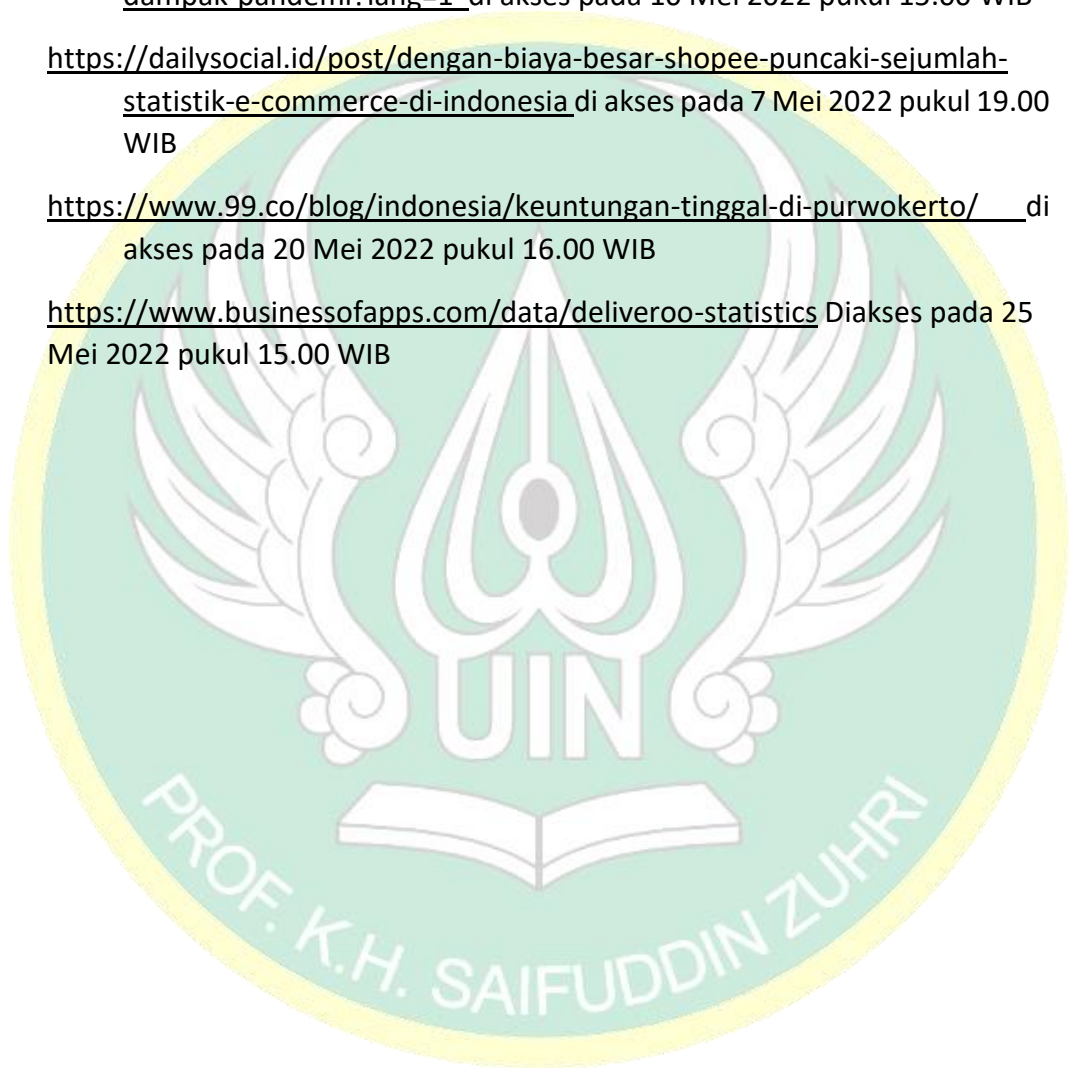 https://dailysocial.id/post/dengan-biaya-besar-shopee-puncaki-sejumlah-
statistik-e-commerce-di-indonesia di akses pada 7 Mei 2022 pukul 19.00
WIB
https://www.99.co/blog/indonesia/keuntungan-tinggal-di-purwokerto/ di
akses pada 20 Mei 2022 pukul 16.00 WIB
https://www.businessofapps.com/data/deliveroo-statistics Diakses pada 25
Mei 2022 pukul 15.00 WIB
UIN
PROF. K.H. SAIFUDDIN ZUHRI